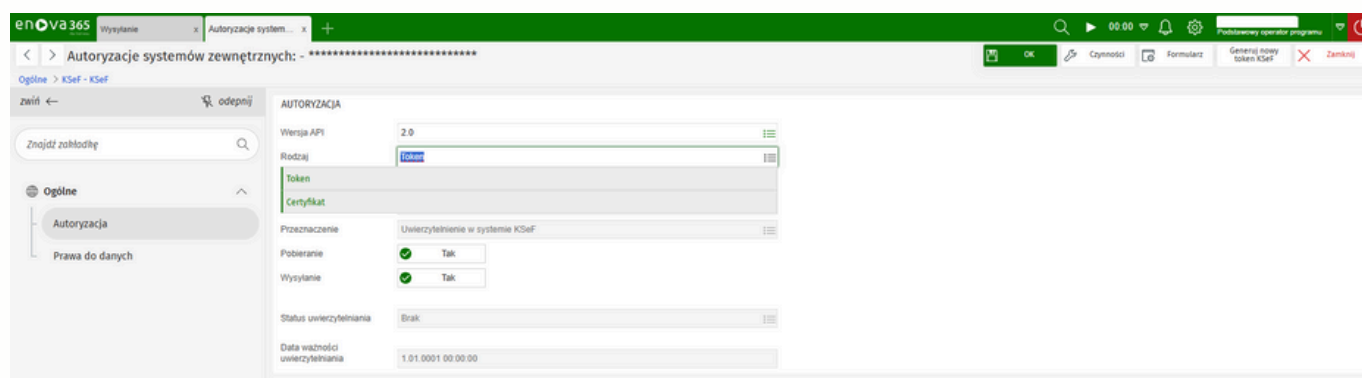 enova365 Wysyłanie x Autoryzacje system... x + 00:00 Podstawowy operator programu
< > Autoryzacje systemów zewnętrznych: - ****************************
OK Czynności Formularz Generuj nowy token KSeF Zamknij
Ogólne > KSeF - KSeF
zwiń ← odepnij
Znajdź zakładkę
Ogólne
Autoryzacja
Prawa do danych
AUTORYZACJA
Wersja API 2.0
Rodzaj Token
Token
Certyfikat
Przeznaczenie Uwierzytelnienie w systemie KSeF
Pobieranie Tak
Wysyłanie Tak
Status uwierzytelniania Brak
Data ważności
uwierzytelniania 1.01.0001 00:00:00